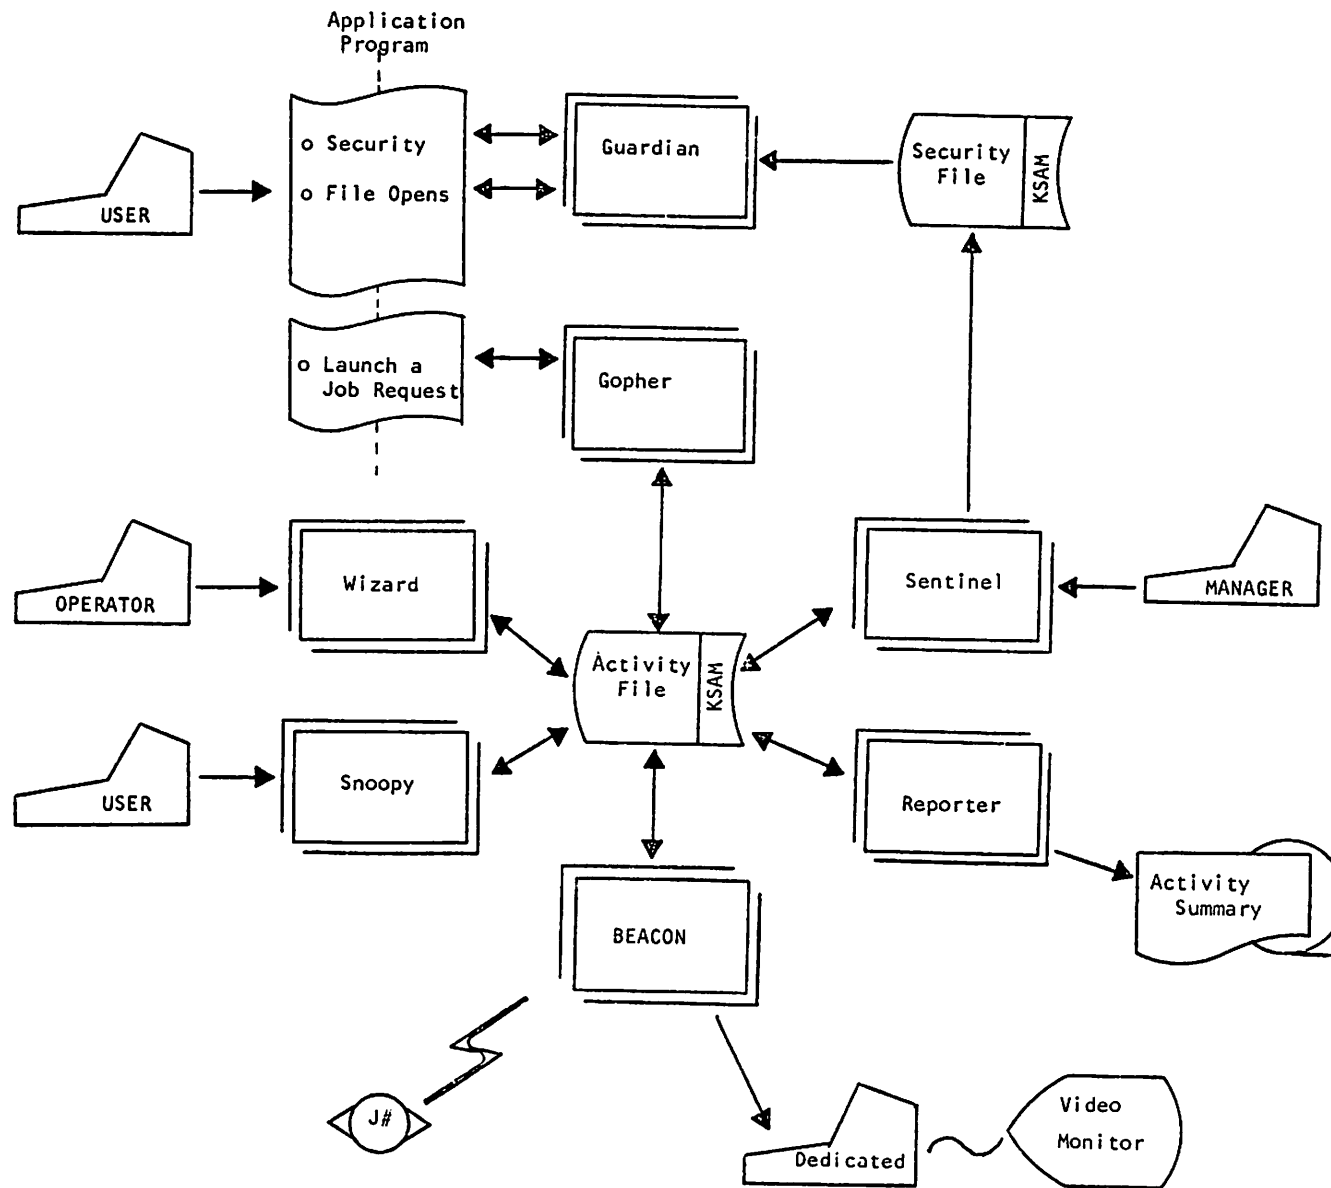 Application
Program
o Security
o File Opens
Guardian
Security
File
KSAM
USER
o Launch a
Job Request
Gopher
OPERATOR
Wizard
Sentinel
MANAGER
Activity
File
KSAM
USER
Snoopy
Reporter
Activity
Summary
BEACON
J#
Dedicated
Video
Monitor